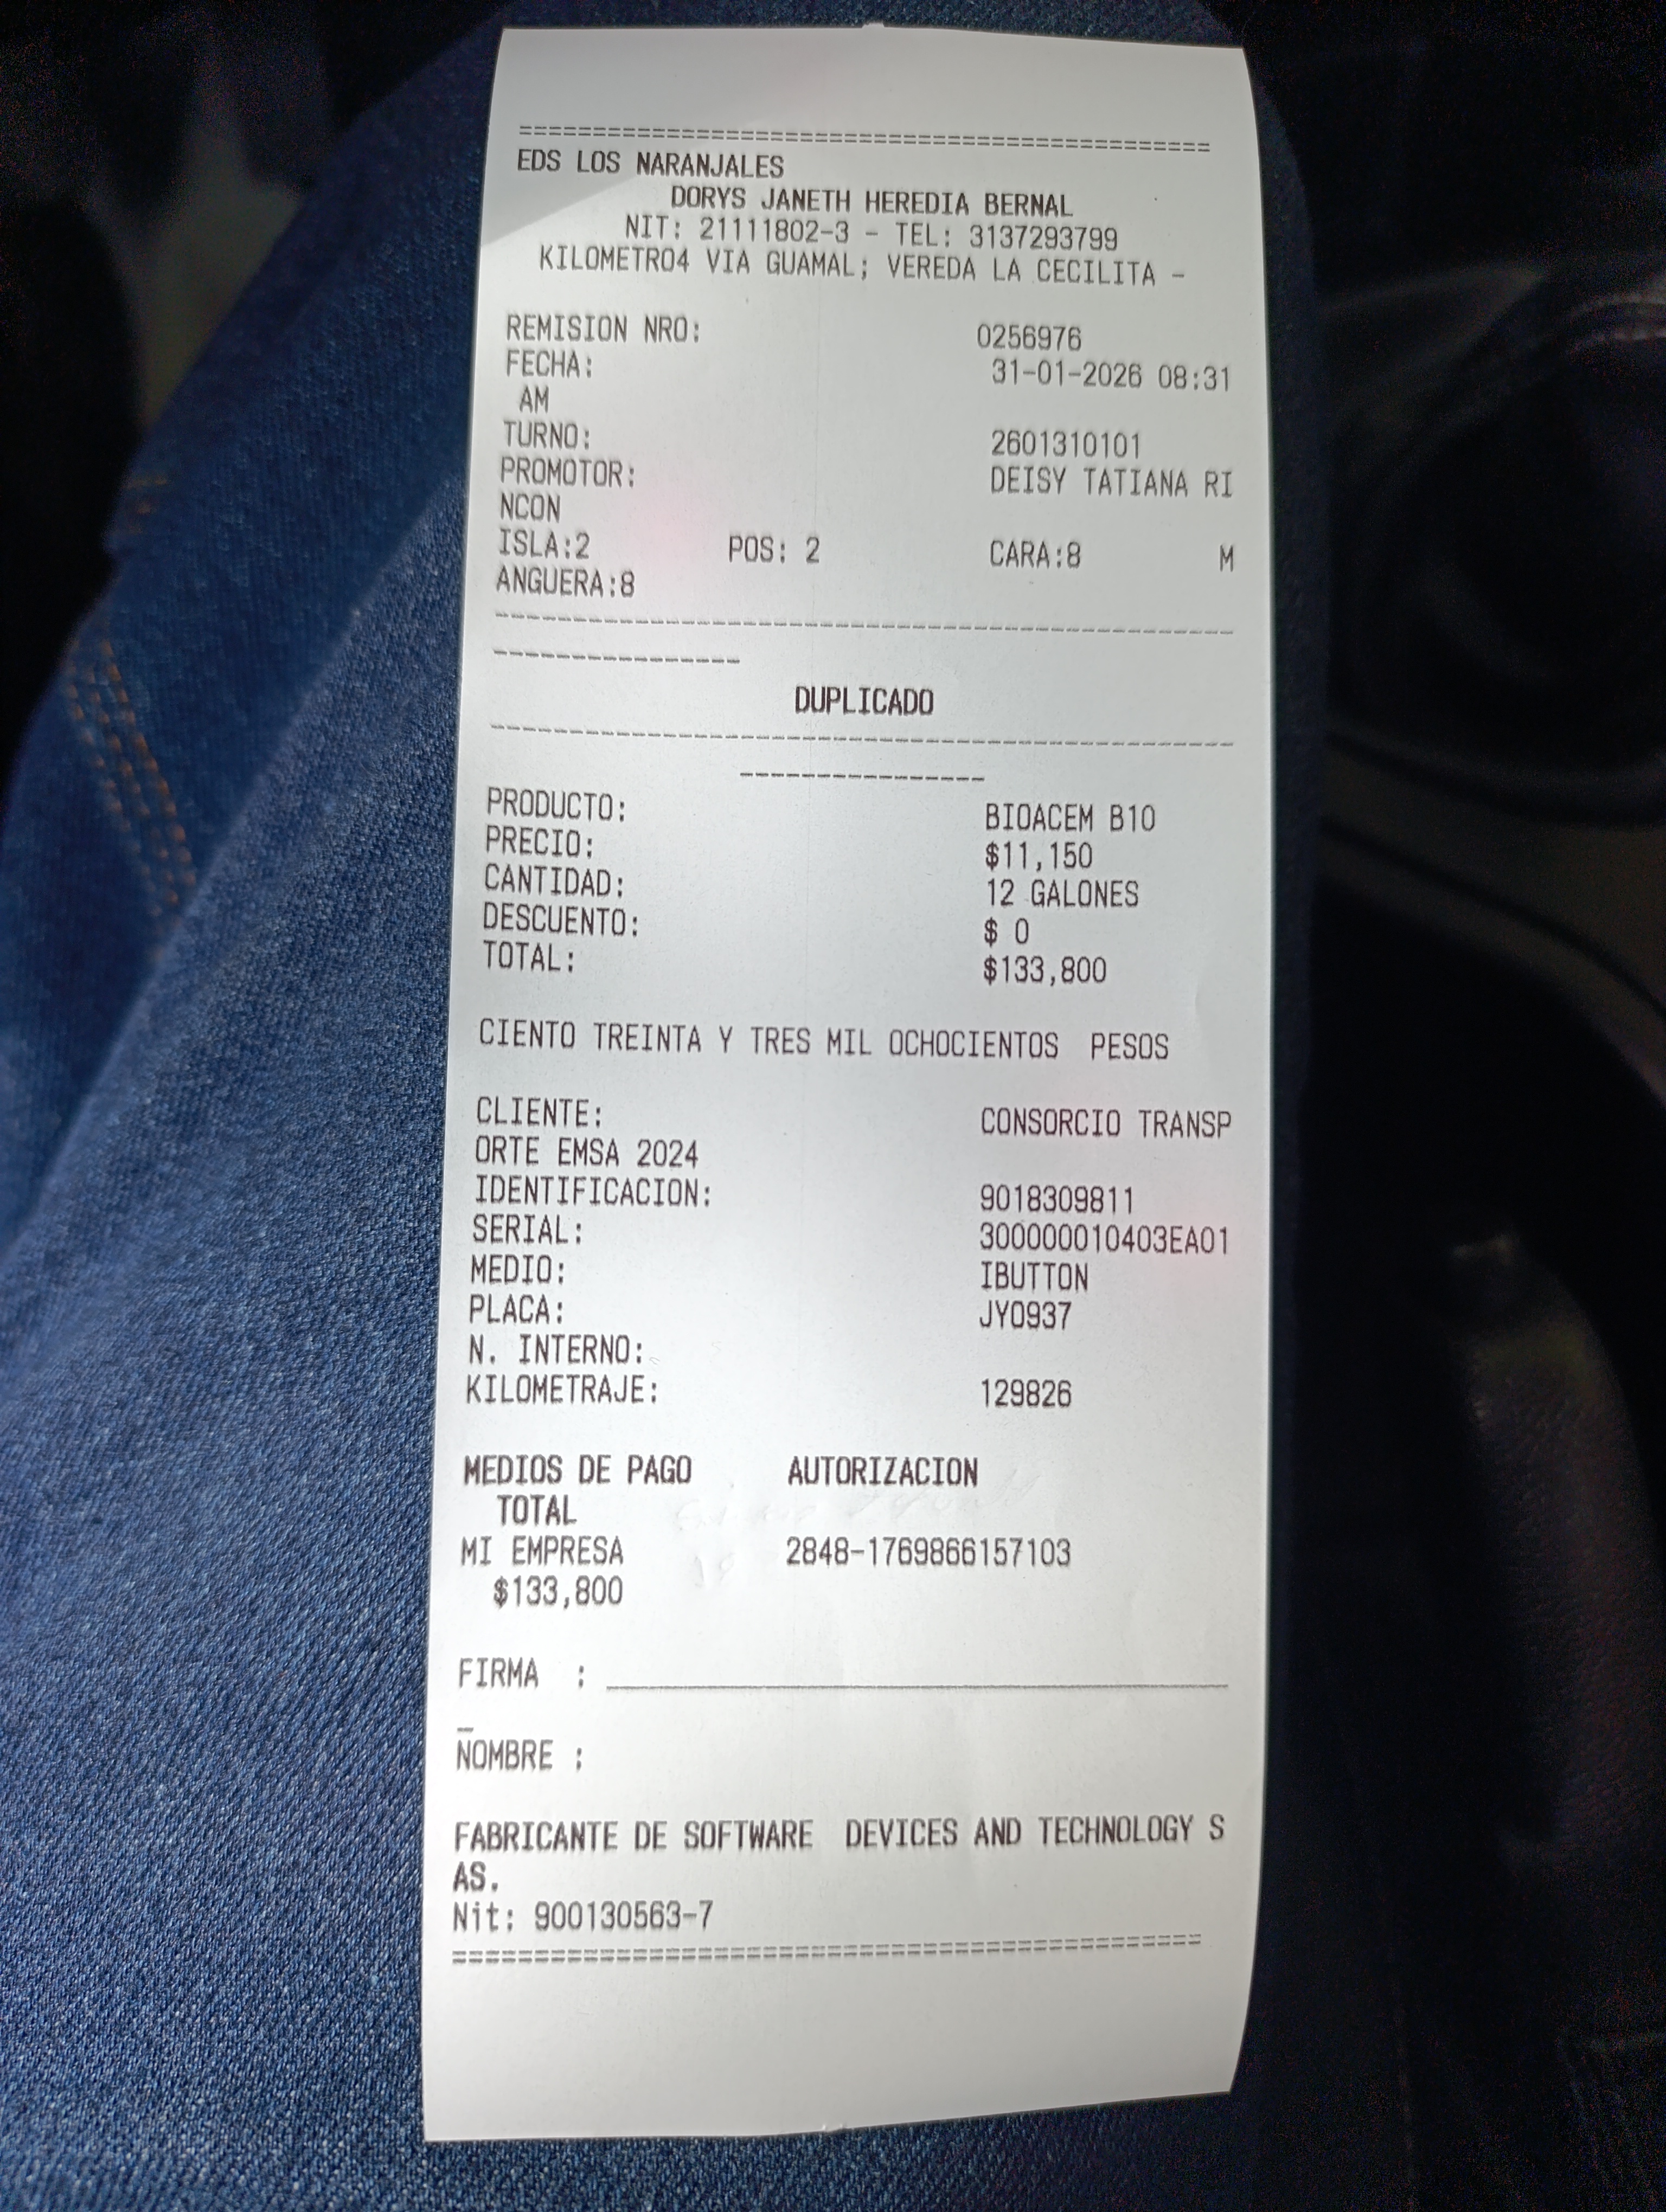 ================================================
EDS LOS NARANJALES
DORYS JANETH HEREDIA BERNAL
NIT: 21111802-3 - TEL: 3137293799
KILOMETRO4 VIA GUAMAL; VEREDA LA CECILITA -
REMISION NRO: 0256976
FECHA: 31-01-2026 08:31
AM
TURNO: 2601310101
PROMOTOR: DEISY TATIANA RI
NCON
ISLA:2 POS: 2 CARA:8 M
ANGUERA:8
------------------------------------------------
----------------
DUPLICADO
------------------------------------------------
----------------
PRODUCTO: BIOACEM B10
PRECIO: $11,150
CANTIDAD: 12 GALONES
DESCUENTO: $ 0
TOTAL: $133,800
CIENTO TREINTA Y TRES MIL OCHOCIENTOS PESOS
CLIENTE: CONSORCIO TRANSP
ORTE EMSA 2024
IDENTIFICACION: 9018309811
SERIAL: 300000010403EA01
MEDIO: IBUTTON
PLACA: JYO937
N. INTERNO:
KILOMETRAJE: 129826
MEDIOS DE PAGO AUTORIZACION
TOTAL
MI EMPRESA 2848-1769866157103
$133,800
FIRMA : ______________________________________
_
NOMBRE :
FABRICANTE DE SOFTWARE DEVICES AND TECHNOLOGY S
AS.
Nit: 900130563-7
================================================